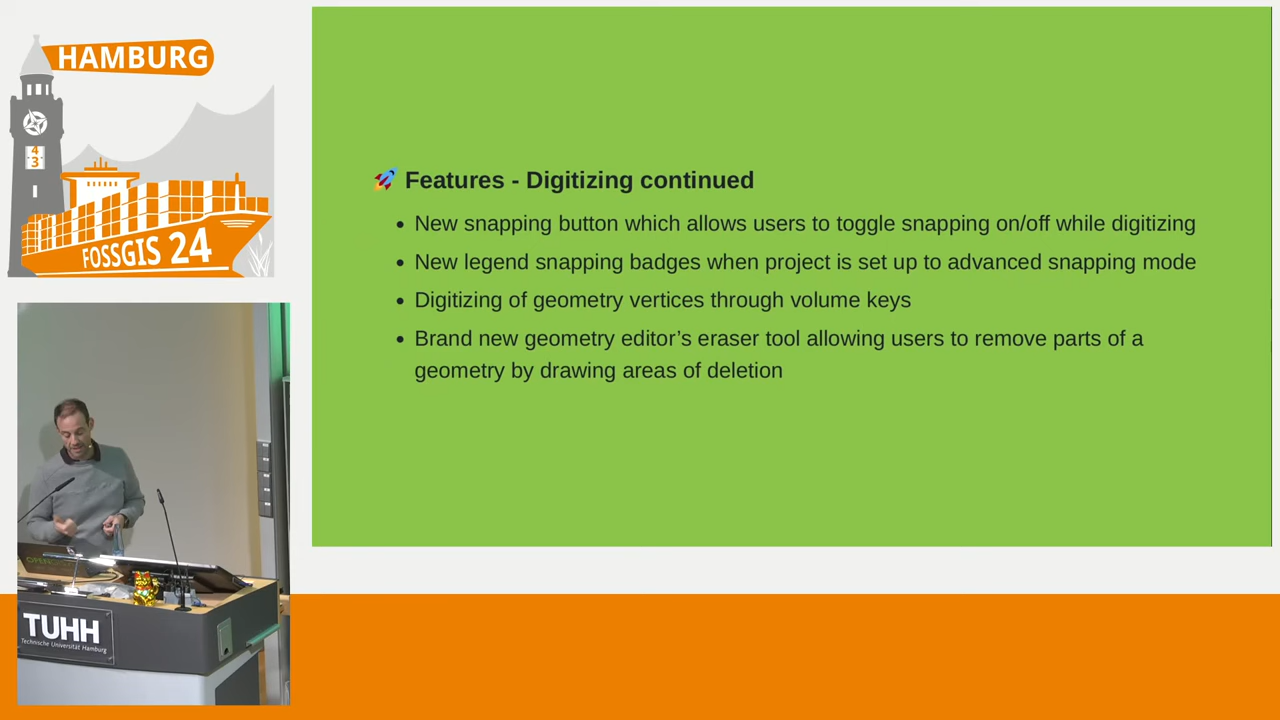 HAMBURG
4
3
FOSSGIS 24
🚀 Features - Digitizing continued
• New snapping button which allows users to toggle snapping on/off while digitizing
• New legend snapping badges when project is set up to advanced snapping mode
• Digitizing of geometry vertices through volume keys
• Brand new geometry editor’s eraser tool allowing users to remove parts of a
geometry by drawing areas of deletion
TUHH
Technische Universität Hamburg